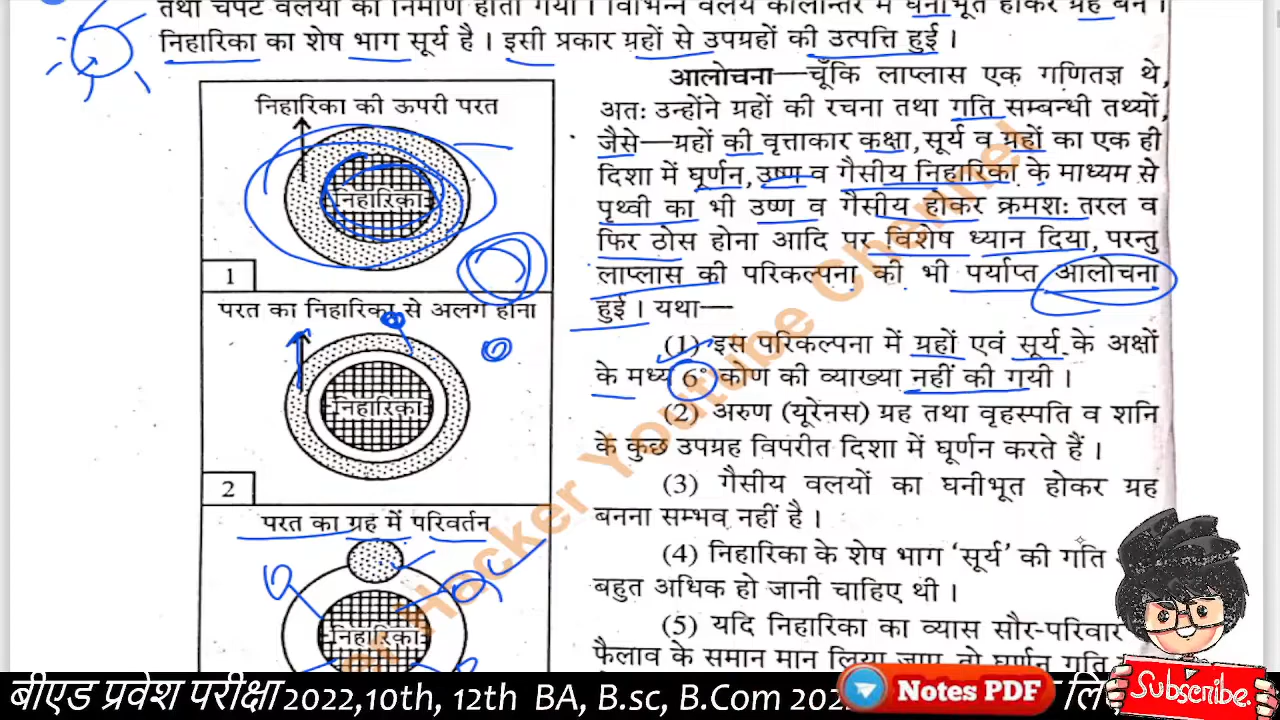 तथा चपटे वलयों का निर्माण होता गया। विभिन्न वलय कालान्तर में घनीभूत होकर ग्रह बने।
निहारिका का शेष भाग सूर्य है। इसी प्रकार ग्रहों से उपग्रहों की उत्पत्ति हुई।
निहारिका की ऊपरी परत
निहारिका
1
परत का निहारिका से अलग होना
निहारिका
2
परत का ग्रह में परिवर्तन
निहारिका
आलोचना—चूँकि लाप्लास एक गणितज्ञ थे,
अतः उन्होंने ग्रहों की रचना तथा गति सम्बन्धी तथ्यों,
जैसे—ग्रहों की वृत्ताकार कक्षा, सूर्य व ग्रहों का एक ही
दिशा में घूर्णन, उष्ण व गैसीय निहारिका के माध्यम से
पृथ्वी का भी उष्ण व गैसीय होकर क्रमशः तरल व
फिर ठोस होना आदि पर विशेष ध्यान दिया, परन्तु
लाप्लास की परिकल्पना की भी पर्याप्त आलोचना
हुई। यथा—
(1) इस परिकल्पना में ग्रहों एवं सूर्य के अक्षों
के मध्य 6° कोण की व्याख्या नहीं की गयी।
(2) अरुण (यूरेनस) ग्रह तथा वृहस्पति व शनि
के कुछ उपग्रह विपरीत दिशा में घूर्णन करते हैं।
(3) गैसीय वलयों का घनीभूत होकर ग्रह
बनना सम्भव नहीं है।
(4) निहारिका के शेष भाग ‘सूर्य’ की गति
बहुत अधिक हो जानी चाहिए थी।
(5) यदि निहारिका का व्यास सौर-परिवार
फैलाव के समान मान लिया जाए, तो घूर्णन गति
Hacker Youtube Chennel
बीएड प्रवेश परीक्षा 2022,10th, 12th BA, B.sc, B.Com 202
Notes PDF
Subscribe.